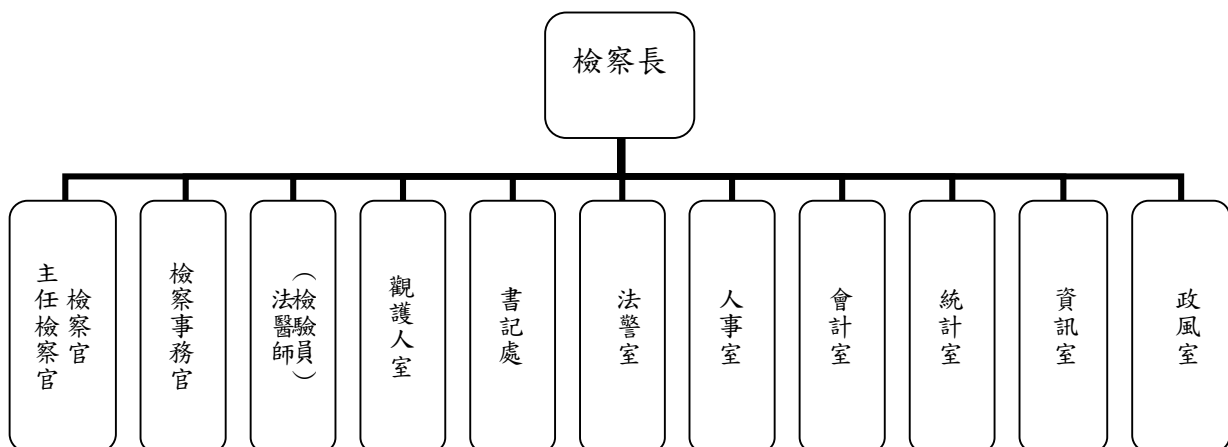 檢察長
主任檢察官
檢察官
檢察事務官
法醫師
（檢驗員）
觀護人室
書記處
法警室
人事室
會計室
統計室
資訊室
政風室